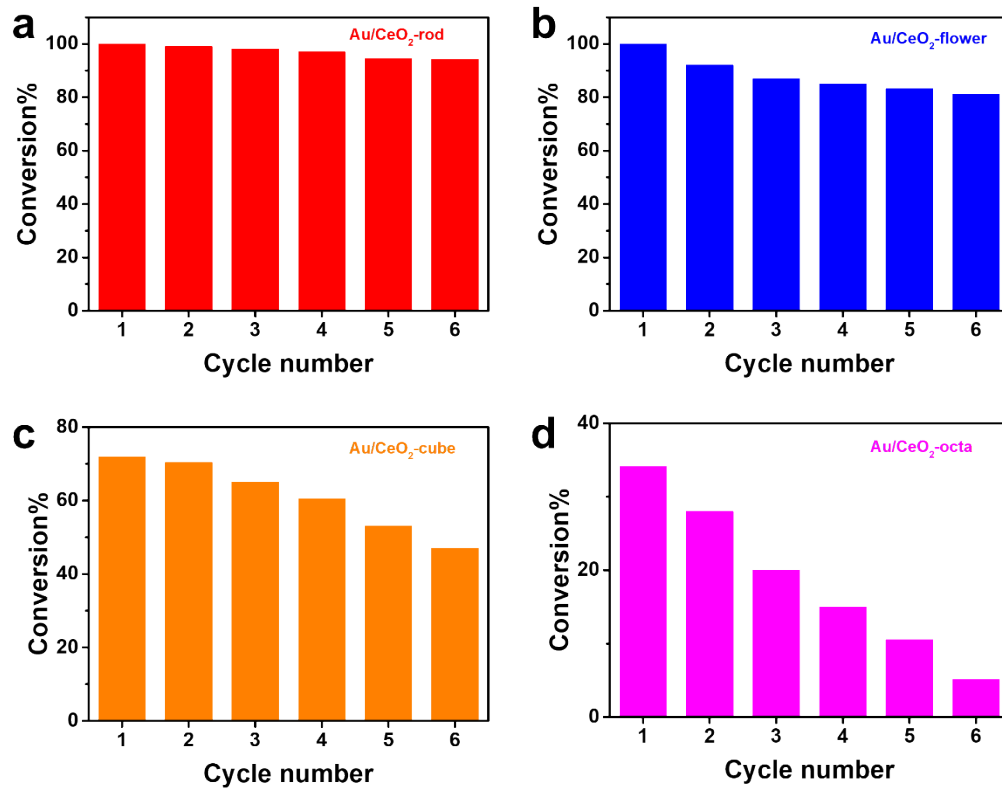 a
Au/CeO₂-rod
Conversion%
100
80
60
40
20
0
1 2 3 4 5 6
Cycle number
b
Au/CeO₂-flower
Conversion%
100
80
60
40
20
0
1 2 3 4 5 6
Cycle number
c
Au/CeO₂-cube
Conversion%
80
60
40
20
0
1 2 3 4 5 6
Cycle number
d
Au/CeO₂-octa
Conversion%
40
20
0
1 2 3 4 5 6
Cycle number